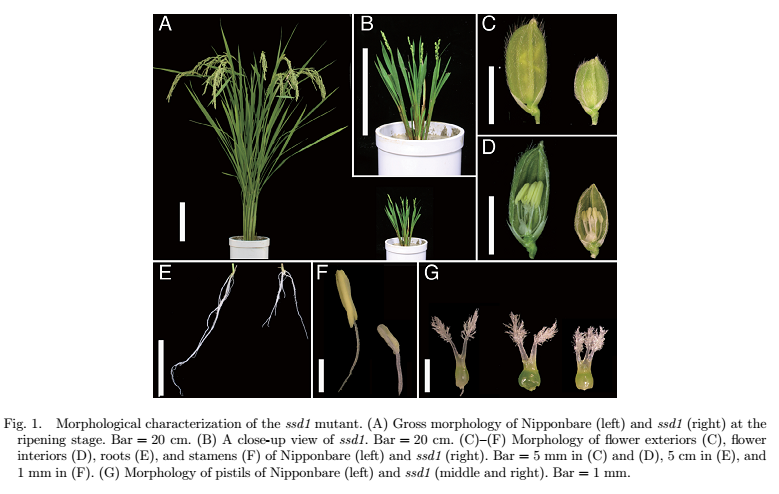 A
B
C
D
E
F
G
Fig. 1. Morphological characterization of the ssd1 mutant. (A) Gross morphology of Nipponbare (left) and ssd1 (right) at the
ripening stage. Bar = 20 cm. (B) A close-up view of ssd1. Bar = 20 cm. (C)–(F) Morphology of flower exteriors (C), flower
interiors (D), roots (E), and stamens (F) of Nipponbare (left) and ssd1 (right). Bar = 5 mm in (C) and (D), 5 cm in (E), and
1 mm in (F). (G) Morphology of pistils of Nipponbare (left) and ssd1 (middle and right). Bar = 1 mm.